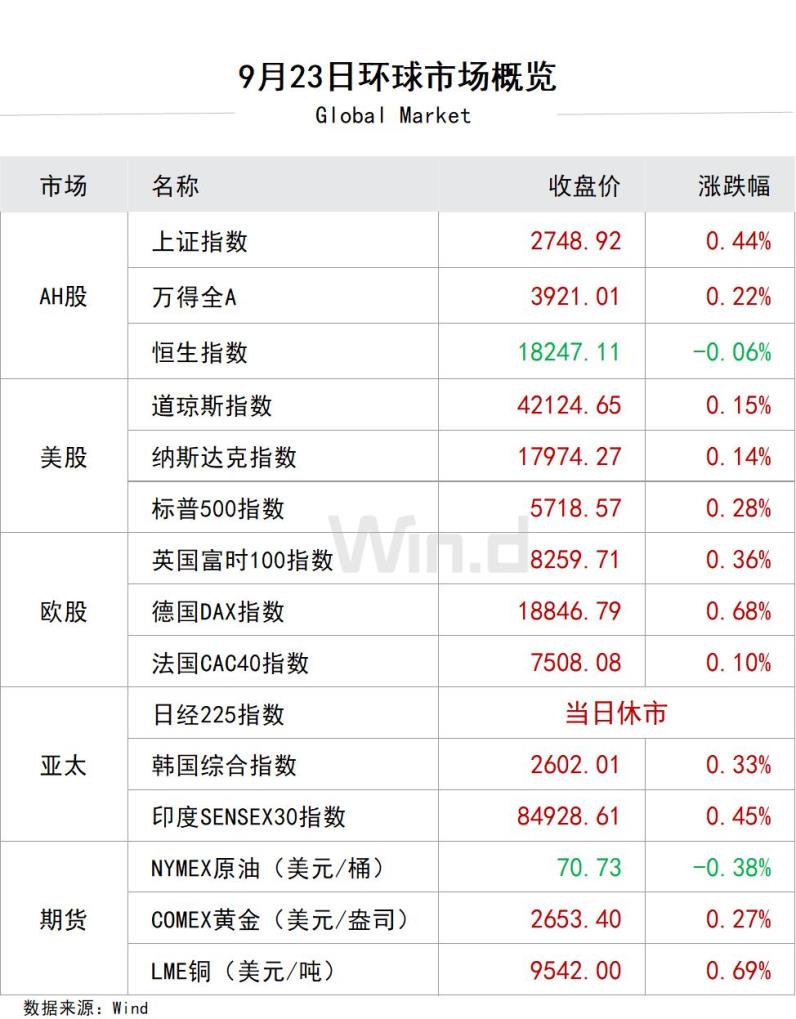 9月23日环球市场概览
Global Market
市场 名称 收盘价 涨跌幅
AH股
上证指数 2748.92 0.44%
万得全A 3921.01 0.22%
恒生指数 18247.11 -0.06%
美股
道琼斯指数 42124.65 0.15%
纳斯达克指数 17974.27 0.14%
标普500指数 5718.57 0.28%
欧股
英国富时100指数 8259.71 0.36%
德国DAX指数 18846.79 0.68%
法国CAC40指数 7508.08 0.10%
亚太
日经225指数 当日休市
韩国综合指数 2602.01 0.33%
印度SENSEX30指数 84928.61 0.45%
期货
NYMEX原油（美元/桶） 70.73 -0.38%
COMEX黄金（美元/盎司） 2653.40 0.27%
LME铜（美元/吨） 9542.00 0.69%
Win.d
数据来源：Wind